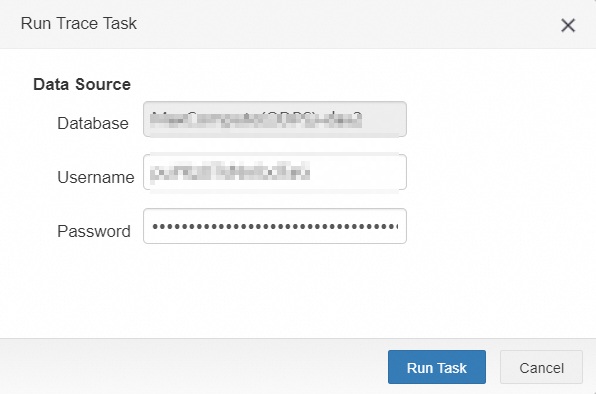 Run Trace Task
Data Source
Database
Username
Password ••••••••••••••••••••••••••••••••••
Run Task Cancel